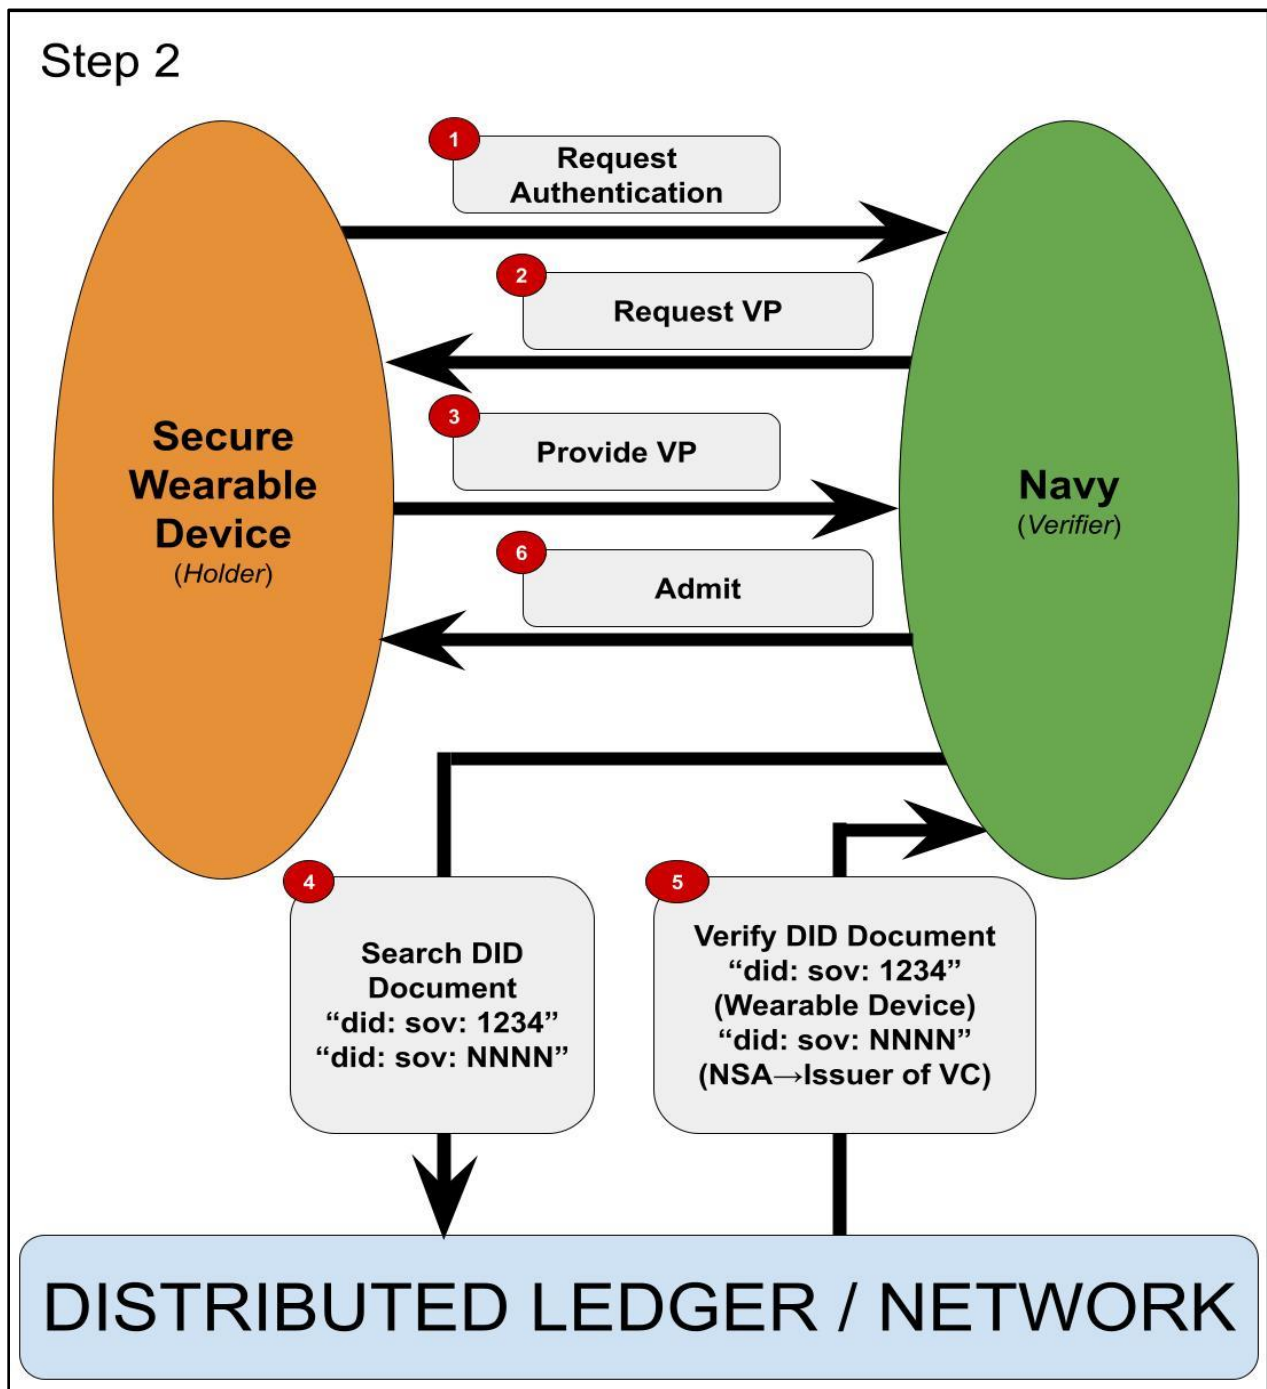 Step 2
1
Request
Authentication
2
Request VP
3
Provide VP
6
Admit
Secure
Wearable
Device
(Holder)
Navy
(Verifier)
4
Search DID
Document
“did: sov: 1234”
“did: sov: NNNN”
5
Verify DID Document
“did: sov: 1234”
(Wearable Device)
“did: sov: NNNN”
(NSA→Issuer of VC)
DISTRIBUTED LEDGER / NETWORK